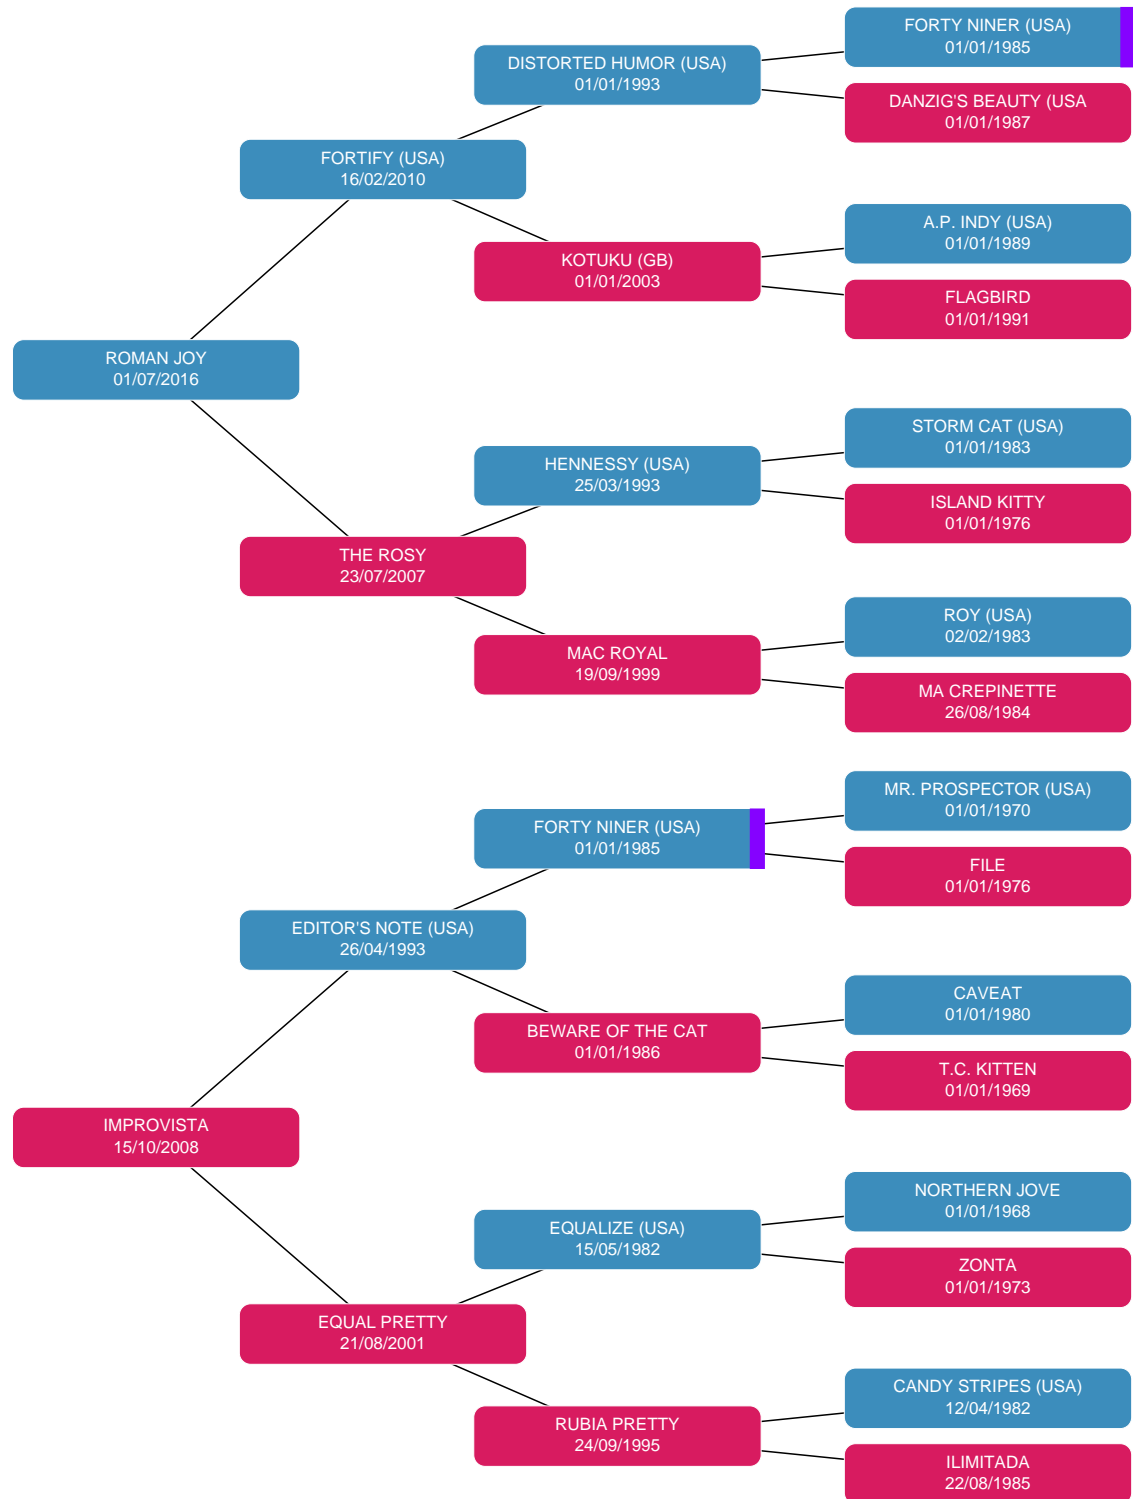 FORTY NINER (USA)
01/01/1985
DISTORTED HUMOR (USA)
01/01/1993
DANZIG'S BEAUTY (USA
01/01/1987
FORTIFY (USA)
16/02/2010
A.P. INDY (USA)
01/01/1989
KOTUKU (GB)
01/01/2003
FLAGBIRD
01/01/1991
ROMAN JOY
01/07/2016
STORM CAT (USA)
01/01/1983
HENNESSY (USA)
25/03/1993
ISLAND KITTY
01/01/1976
THE ROSY
23/07/2007
ROY (USA)
02/02/1983
MAC ROYAL
19/09/1999
MA CREPINETTE
26/08/1984
MR. PROSPECTOR (USA)
01/01/1970
FORTY NINER (USA)
01/01/1985
FILE
01/01/1976
EDITOR'S NOTE (USA)
26/04/1993
CAVEAT
01/01/1980
BEWARE OF THE CAT
01/01/1986
T.C. KITTEN
01/01/1969
IMPROVISTA
15/10/2008
NORTHERN JOVE
01/01/1968
EQUALIZE (USA)
15/05/1982
ZONTA
01/01/1973
EQUAL PRETTY
21/08/2001
CANDY STRIPES (USA)
12/04/1982
RUBIA PRETTY
24/09/1995
ILIMITADA
22/08/1985